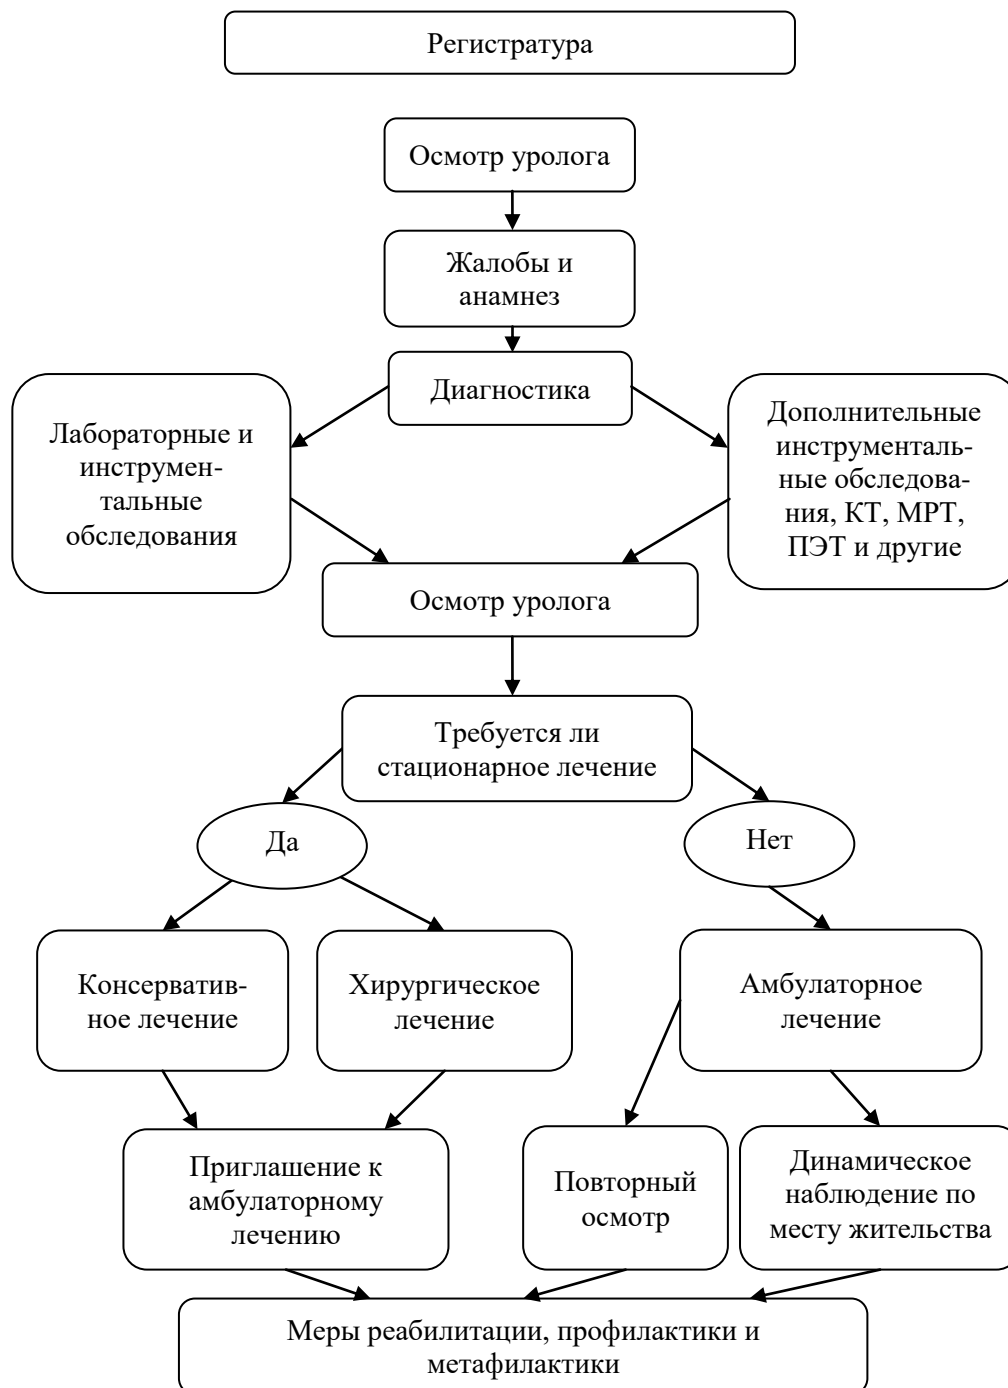 Регистратура
Осмотр уролога
Жалобы и
анамнез
Диагностика
Лабораторные и
инструмен-
тальные
обследования
Дополнительные
инструменталь-
ные обследова-
ния, КТ, МРТ,
ПЭТ и другие
Осмотр уролога
Требуется ли
стационарное лечение
Да
Нет
Консерватив-
ное лечение
Хирургическое
лечение
Амбулаторное
лечение
Приглашение к
амбулаторному
лечению
Повторный
осмотр
Динамическое
наблюдение по
месту жительства
Меры реабилитации, профилактики и
метафилактики